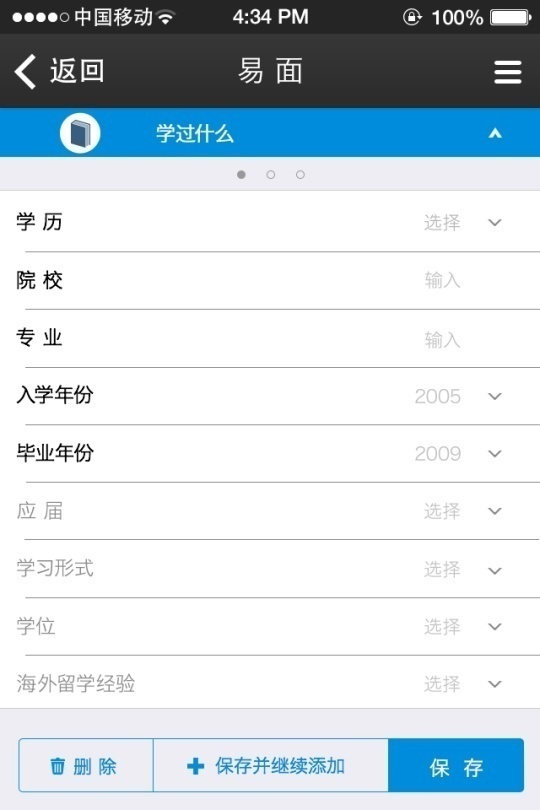 中国移动 4:34 PM 100%
返回 易面
学过什么
学历 选择
院校 输入
专业 输入
入学年份 2005
毕业年份 2009
应届 选择
学习形式 选择
学位 选择
海外留学经验 选择
删除 保存并继续添加 保存